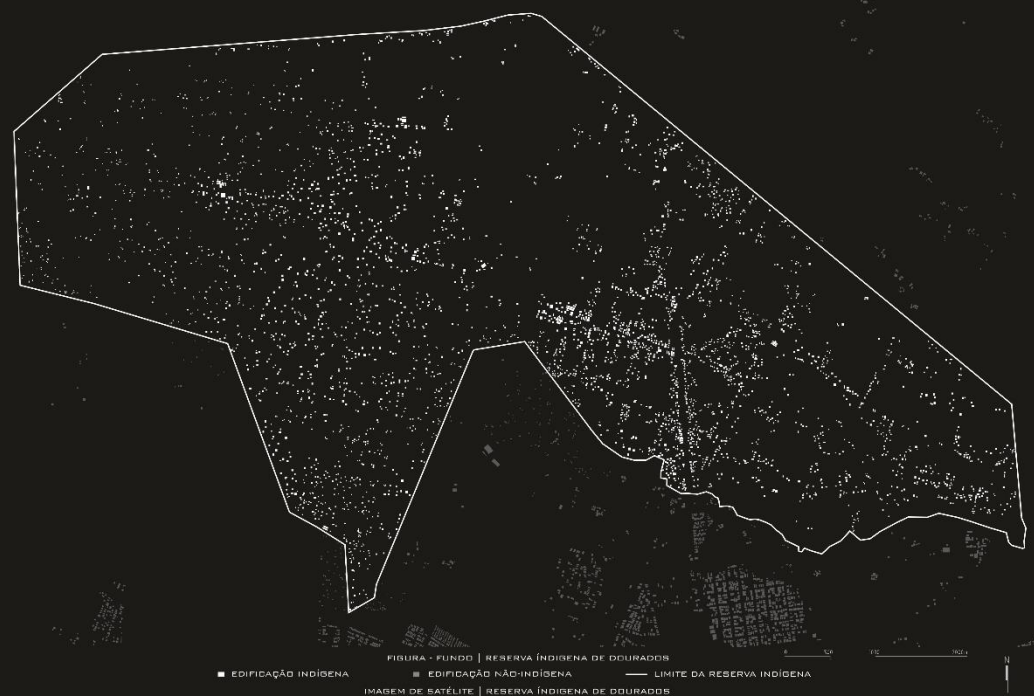 FIGURA - FUNDO | RESERVA ÍNDIGENA DE DOURADOS
EDIFICAÇÃO INDÍGENA EDIFICAÇÃO NÃO-INDÍGENA LIMITE DA RESERVA INDÍGENA
IMAGEM DE SATÉLITE | RESERVA ÍNDIGENA DE DOURADOS
N